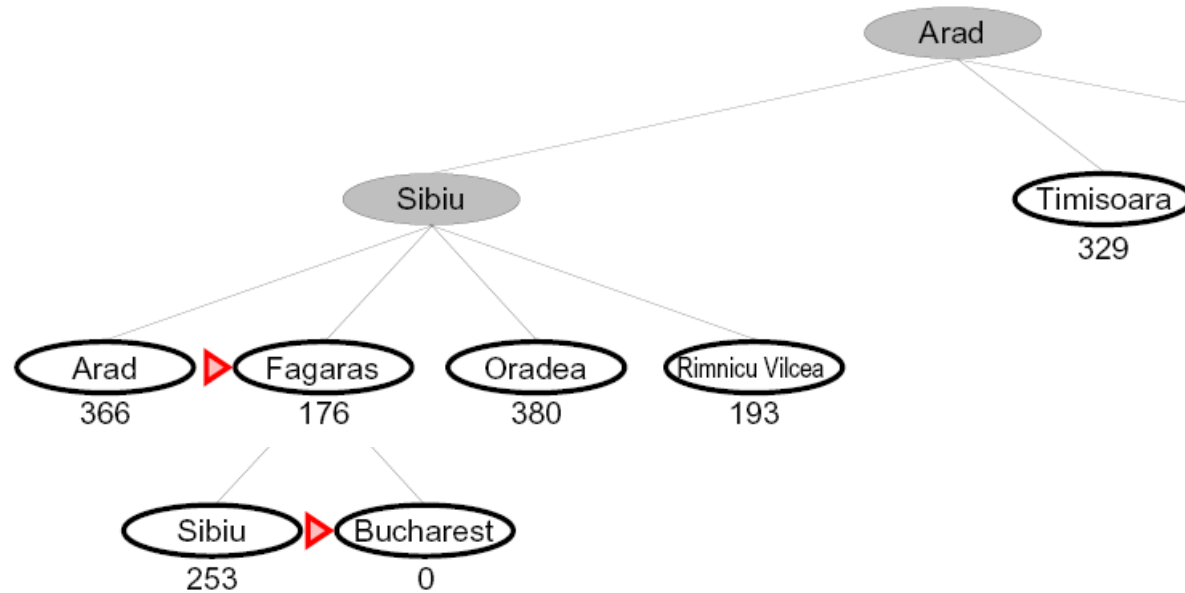 Arad
Sibiu
Timisoara
329
Arad Fagaras Oradea Rimnicu Vilcea
366 176 380 193
Sibiu Bucharest
253 0